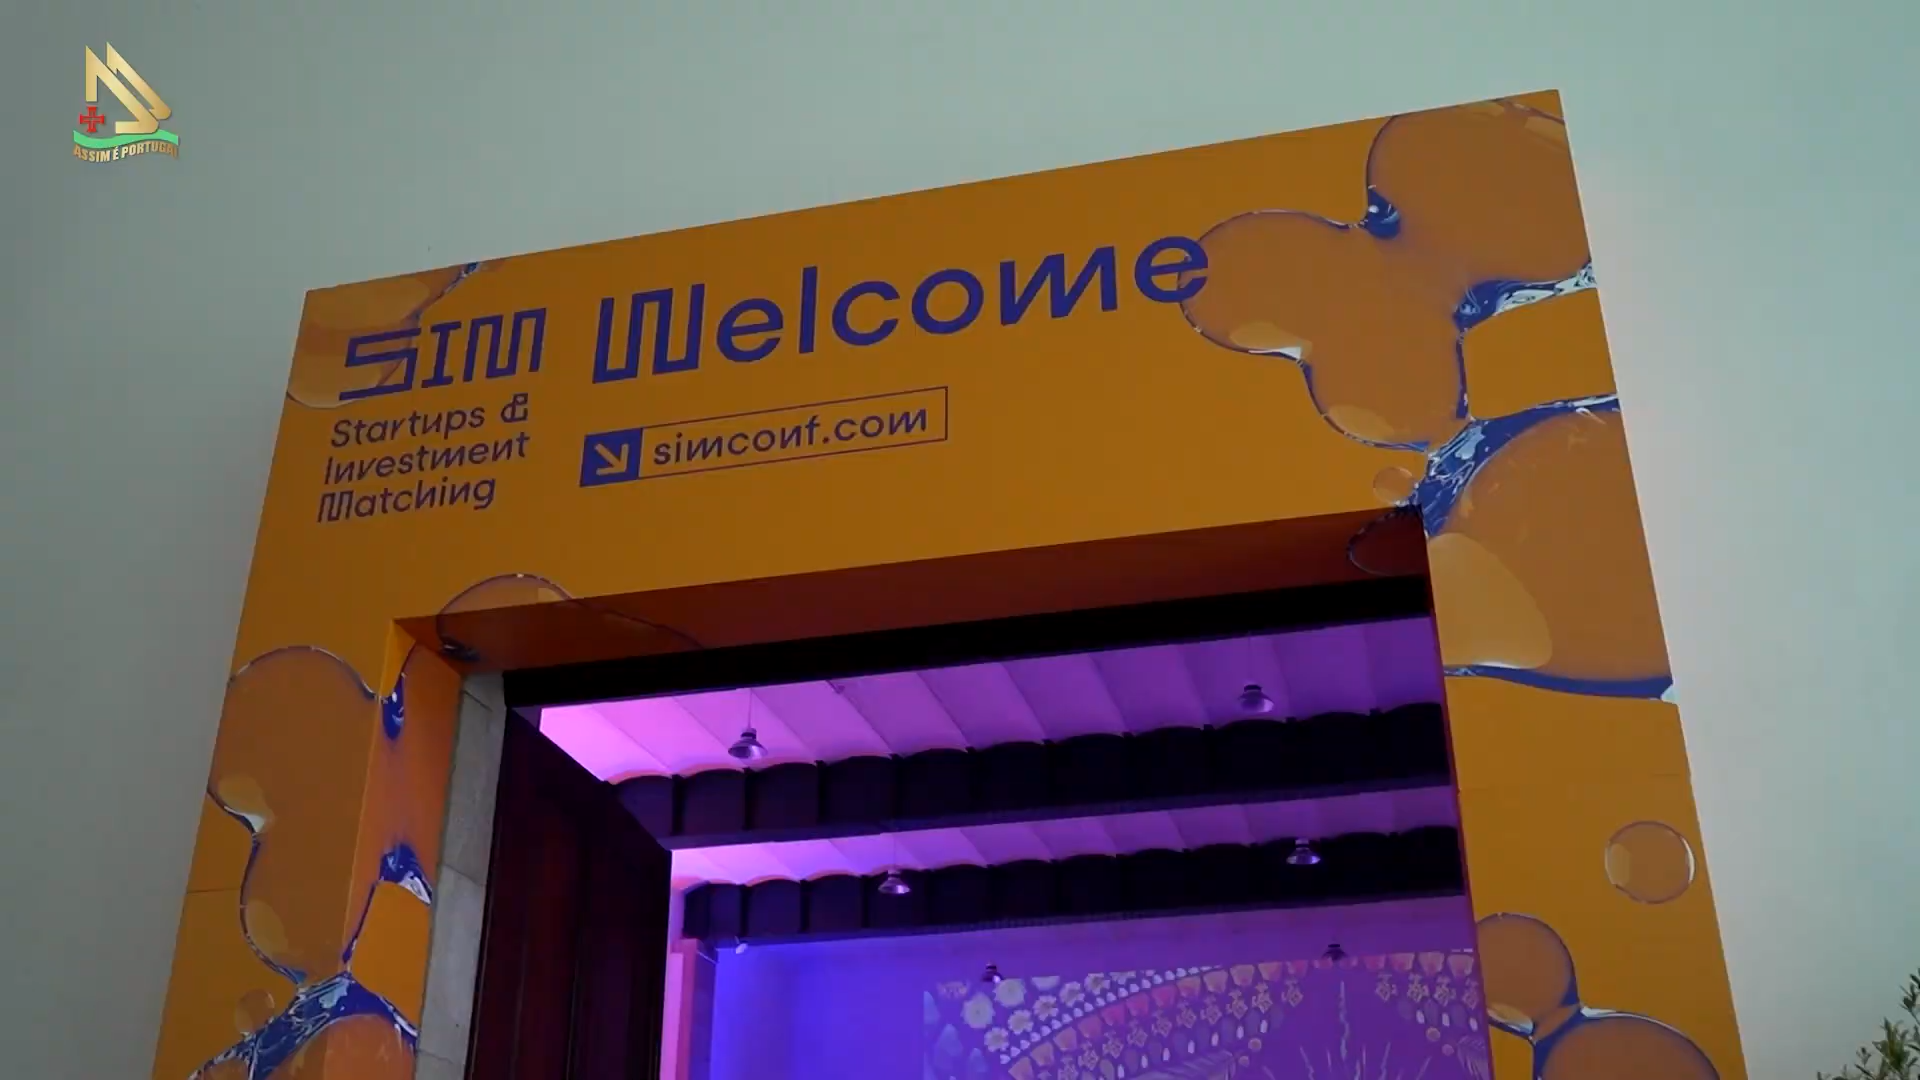 ASSIM É PORTUGAL
SIM
Welcome
Startups &
Investment
Matching
simconf.com